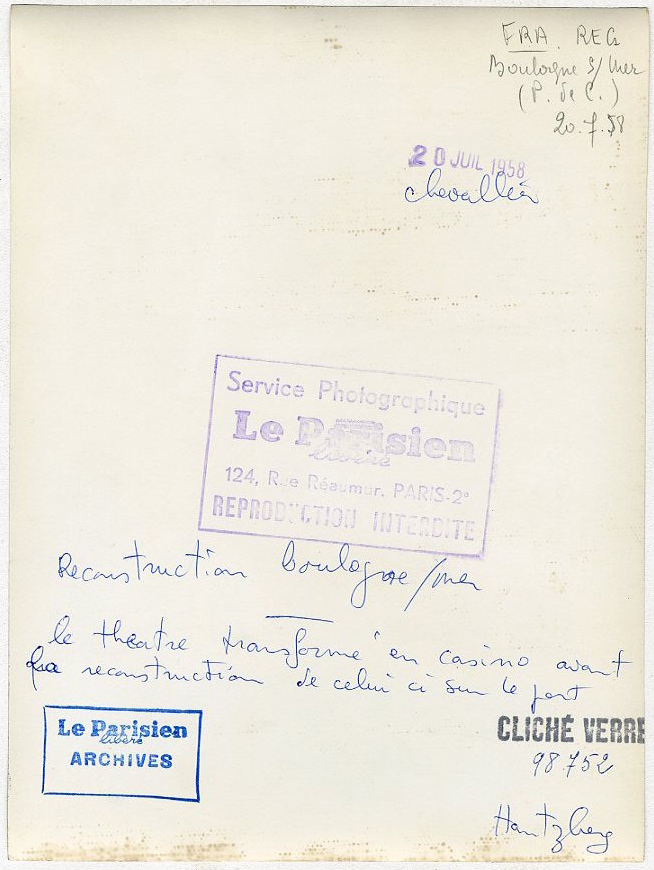 FRA. REG
Boulogne s/mer
(P. de C.)
20.7.58
20 JUIL 1958
chevallier
Service Photographique
Le Parisien
libéré
124, Rue Réaumur. PARIS-2e
REPRODUCTION INTERDITE
Reconstruction boulogne/mer
le theatre transformé en casino avant
la reconstruction de celui ci sur le port
Le Parisien
libéré
ARCHIVES
CLICHÉ VERRE
98752
Hantzberg